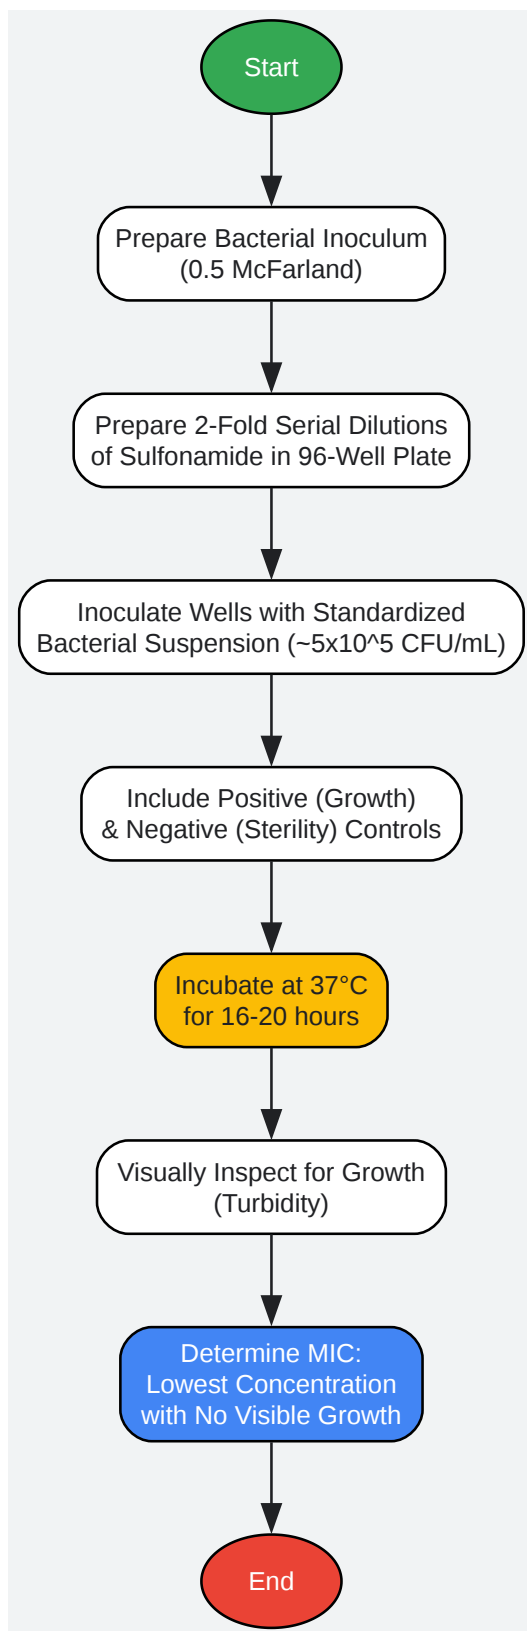 Start
Prepare Bacterial Inoculum
(0.5 McFarland)
Prepare 2-Fold Serial Dilutions
of Sulfonamide in 96-Well Plate
Inoculate Wells with Standardized
Bacterial Suspension (~5x10^5 CFU/mL)
Include Positive (Growth)
& Negative (Sterility) Controls
Incubate at 37°C
for 16-20 hours
Visually Inspect for Growth
(Turbidity)
Determine MIC:
Lowest Concentration
with No Visible Growth
End